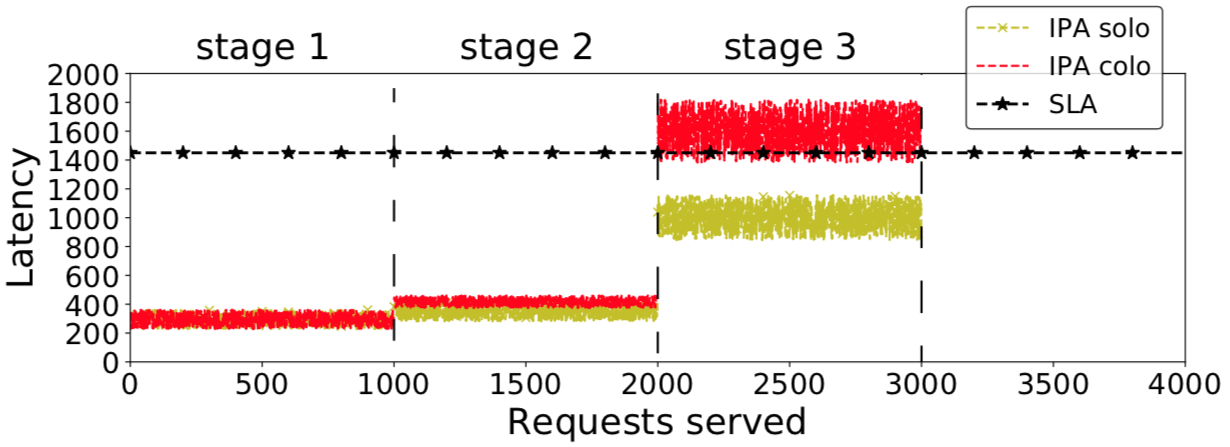 stage 1 stage 2 stage 3
IPA solo
IPA colo
SLA
Latency
2000
1800
1600
1400
1200
1000
800
600
400
200
0
0 500 1000 1500 2000 2500 3000 3500 4000
Requests served